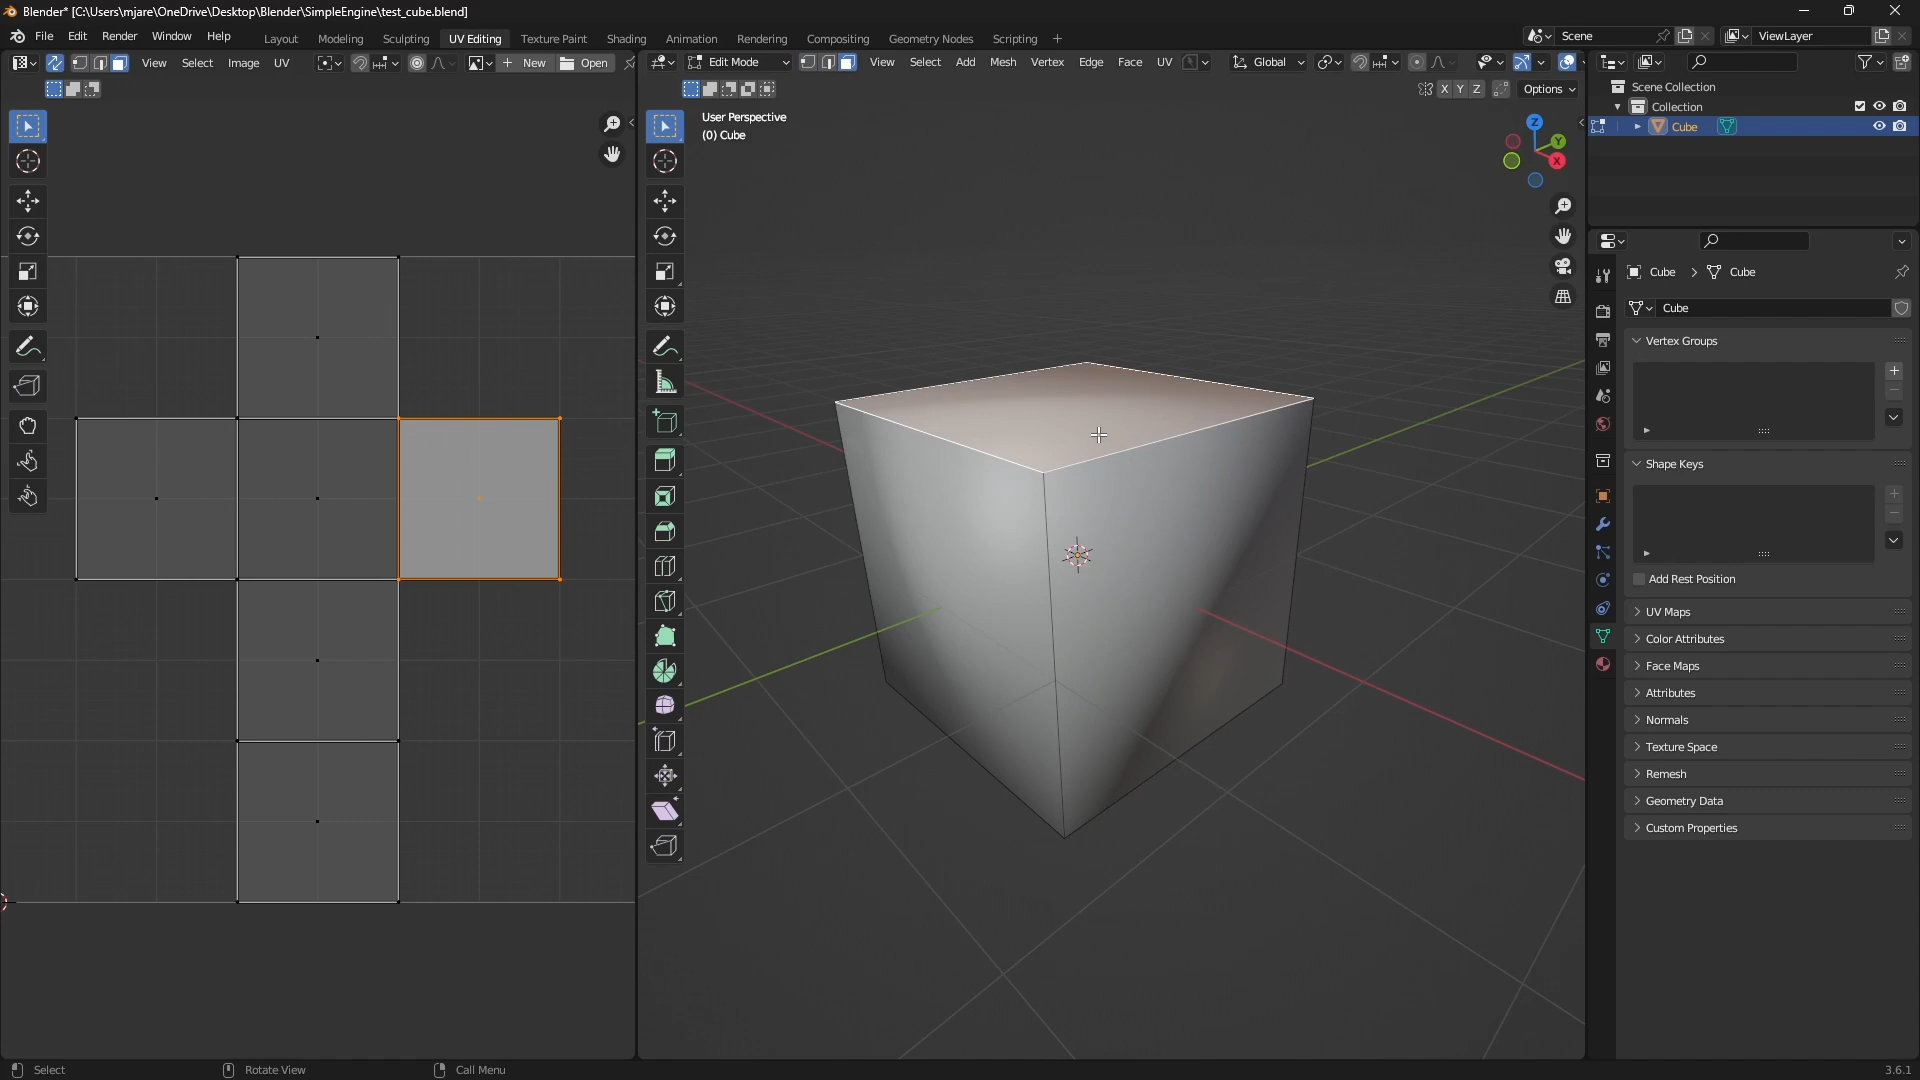 Blender* [C:\Users\mjare\OneDrive\Desktop\Blender\SimpleEngine\test_cube.blend]
File Edit Render Window Help Layout Modeling Sculpting UV Editing Texture Paint Shading Animation Rendering Compositing Geometry Nodes Scripting + Scene ViewLayer
View Select Image UV New Open Edit Mode View Select Add Mesh Vertex Edge Face UV Global
X Y Z Options
Scene Collection
Collection
Cube
User Perspective
(0) Cube
Z
Y
X
Cube > Cube
Cube
Vertex Groups
Shape Keys
Add Rest Position
UV Maps
Color Attributes
Face Maps
Attributes
Normals
Texture Space
Remesh
Geometry Data
Custom Properties
Select Rotate View Call Menu 3.6.1